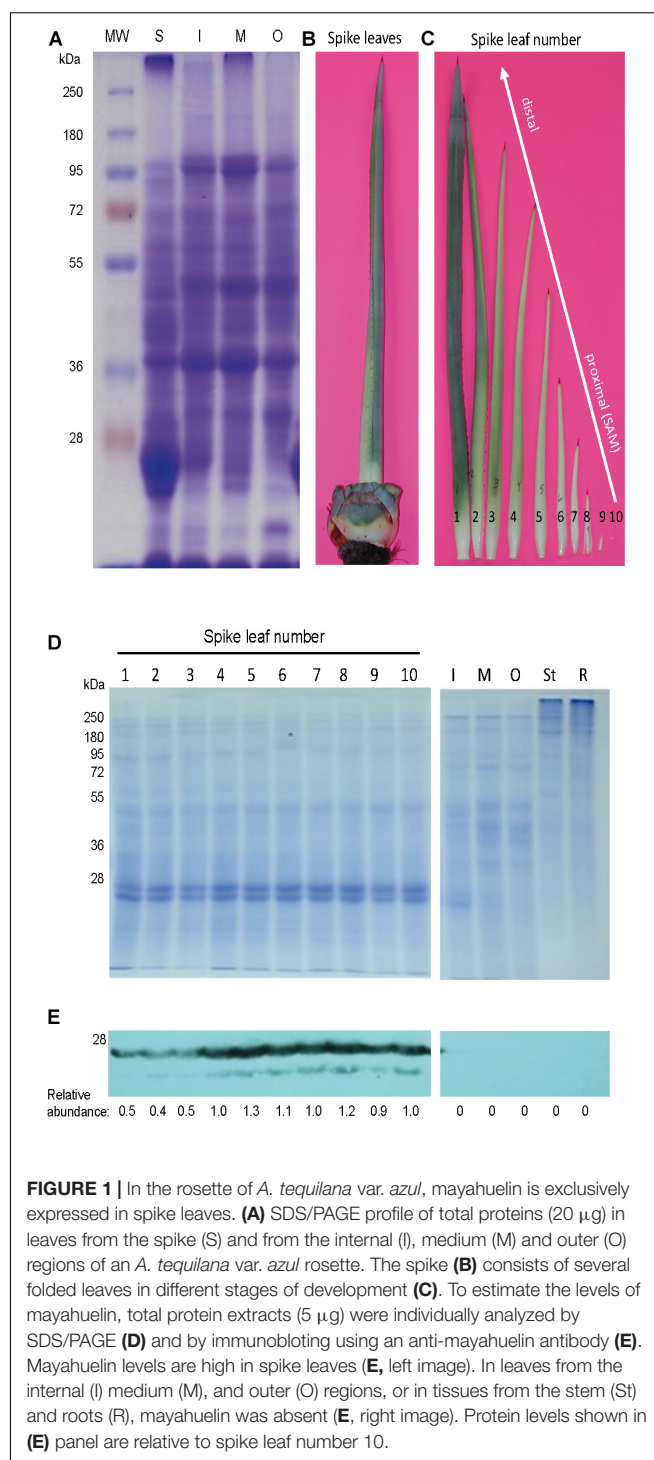 A
MW S I M O
kDa
250
180
95
72
55
36
28
B
Spike leaves
C
Spike leaf number
distal
proximal (SAM)
1 2 3 4 5 6 7 8 9 10
D
Spike leaf number
1 2 3 4 5 6 7 8 9 10 I M O St R
kDa
250
180
95
72
55
36
28
E
28
Relative
abundance: 0.5 0.4 0.5 1.0 1.3 1.1 1.0 1.2 0.9 1.0 0 0 0 0 0
FIGURE 1 | In the rosette of A. tequilana var. azul, mayahuelin is exclusively
expressed in spike leaves. (A) SDS/PAGE profile of total proteins (20 μg) in
leaves from the spike (S) and from the internal (I), medium (M) and outer (O)
regions of an A. tequilana var. azul rosette. The spike (B) consists of several
folded leaves in different stages of development (C). To estimate the levels of
mayahuelin, total protein extracts (5 μg) were individually analyzed by
SDS/PAGE (D) and by immunobloting using an anti-mayahuelin antibody (E).
Mayahuelin levels are high in spike leaves (E, left image). In leaves from the
internal (I) medium (M), and outer (O) regions, or in tissues from the stem (St)
and roots (R), mayahuelin was absent (E, right image). Protein levels shown in
(E) panel are relative to spike leaf number 10.